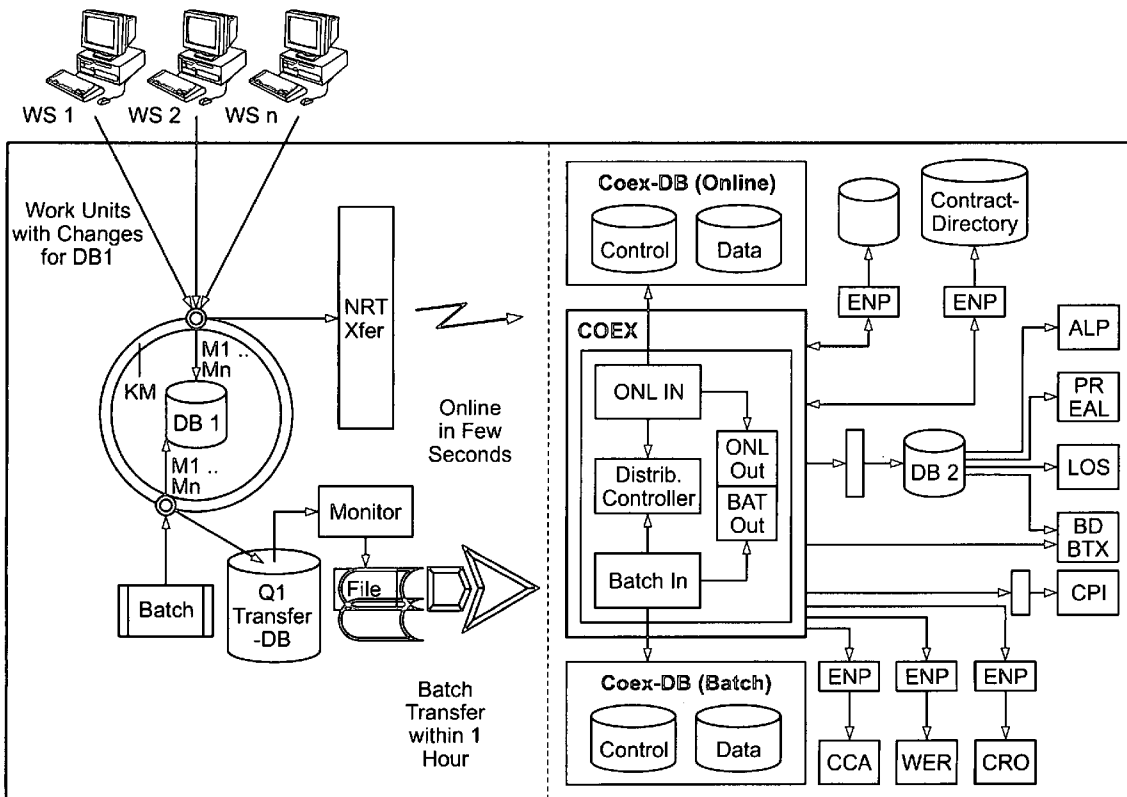 WS 1
WS 2
WS n
Work Units
with Changes
for DB1
NRT
Xfer
M1 ..
Mn
KM
DB 1
M1 ..
Mn
Online
in Few
Seconds
Monitor
Batch
Q1
Transfer
-DB
File
Batch
Transfer
within 1
Hour
Coex-DB (Online)
Control
Data
Contract-
Directory
ENP
ENP
COEX
ONL IN
Distrib.
Controller
ONL
Out
BAT
Out
Batch In
DB 2
ALP
PR
EAL
LOS
BD
BTX
CPI
Coex-DB (Batch)
Control
Data
ENP
ENP
ENP
CCA
WER
CRO